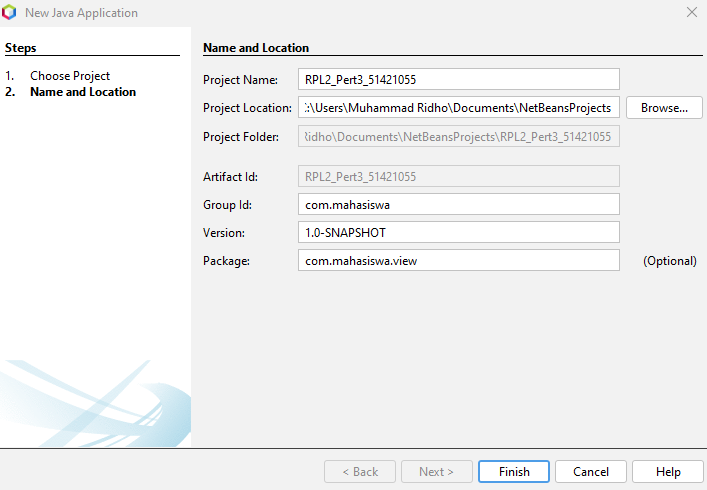 New Java Application
Steps
1. Choose Project
2. Name and Location
Name and Location
Project Name: RPL2_Pert3_51421055
Project Location: :\Users\Muhammad Ridho\Documents\NetBeansProjects Browse...
Project Folder: Ridho\Documents\NetBeansProjects\RPL2_Pert3_51421055
Artifact Id: RPL2_Pert3_51421055
Group Id: com.mahasiswa
Version: 1.0-SNAPSHOT
Package: com.mahasiswa.view (Optional)
< Back Next > Finish Cancel Help